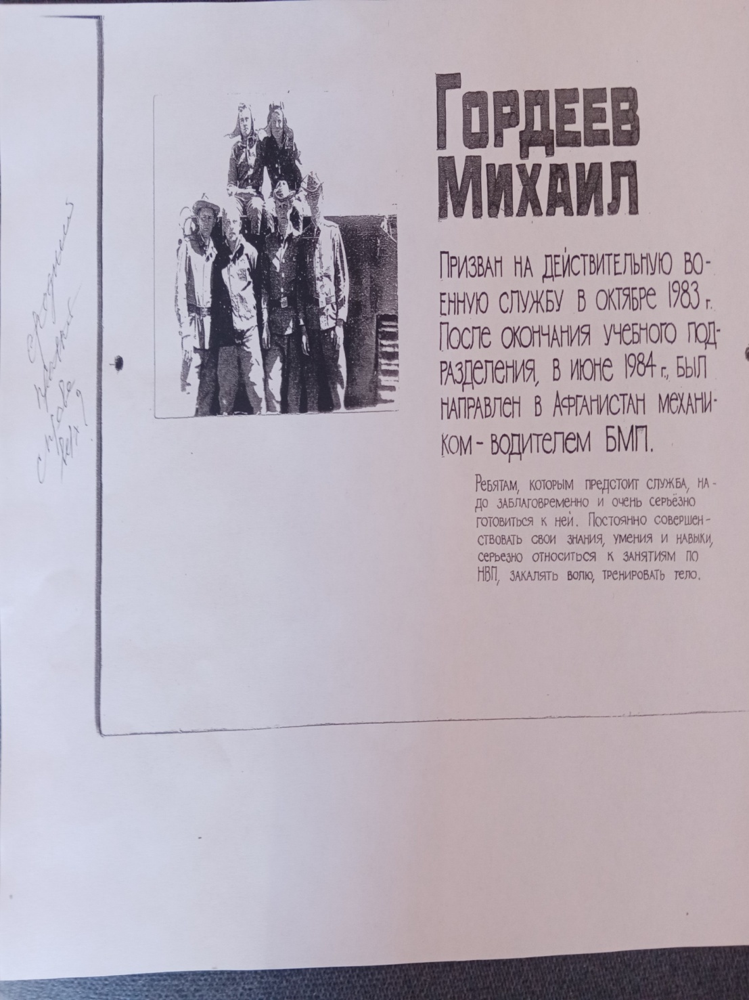 Гордеев
Михаил
Призван на действительную во-
енную службу в октябре 1983 г.
После окончания учебного под-
разделения, в июне 1984 г., был
направлен в Афганистан механи-
ком-водителем БМП.
Ребятам, которым предстоит служба, на-
до заблаговременно и очень серьёзно
готовиться к ней. Постоянно совершен-
ствовать свои знания, умения и навыки,
серьезно относиться к занятиям по
НВП, закалять волю, тренировать тело.